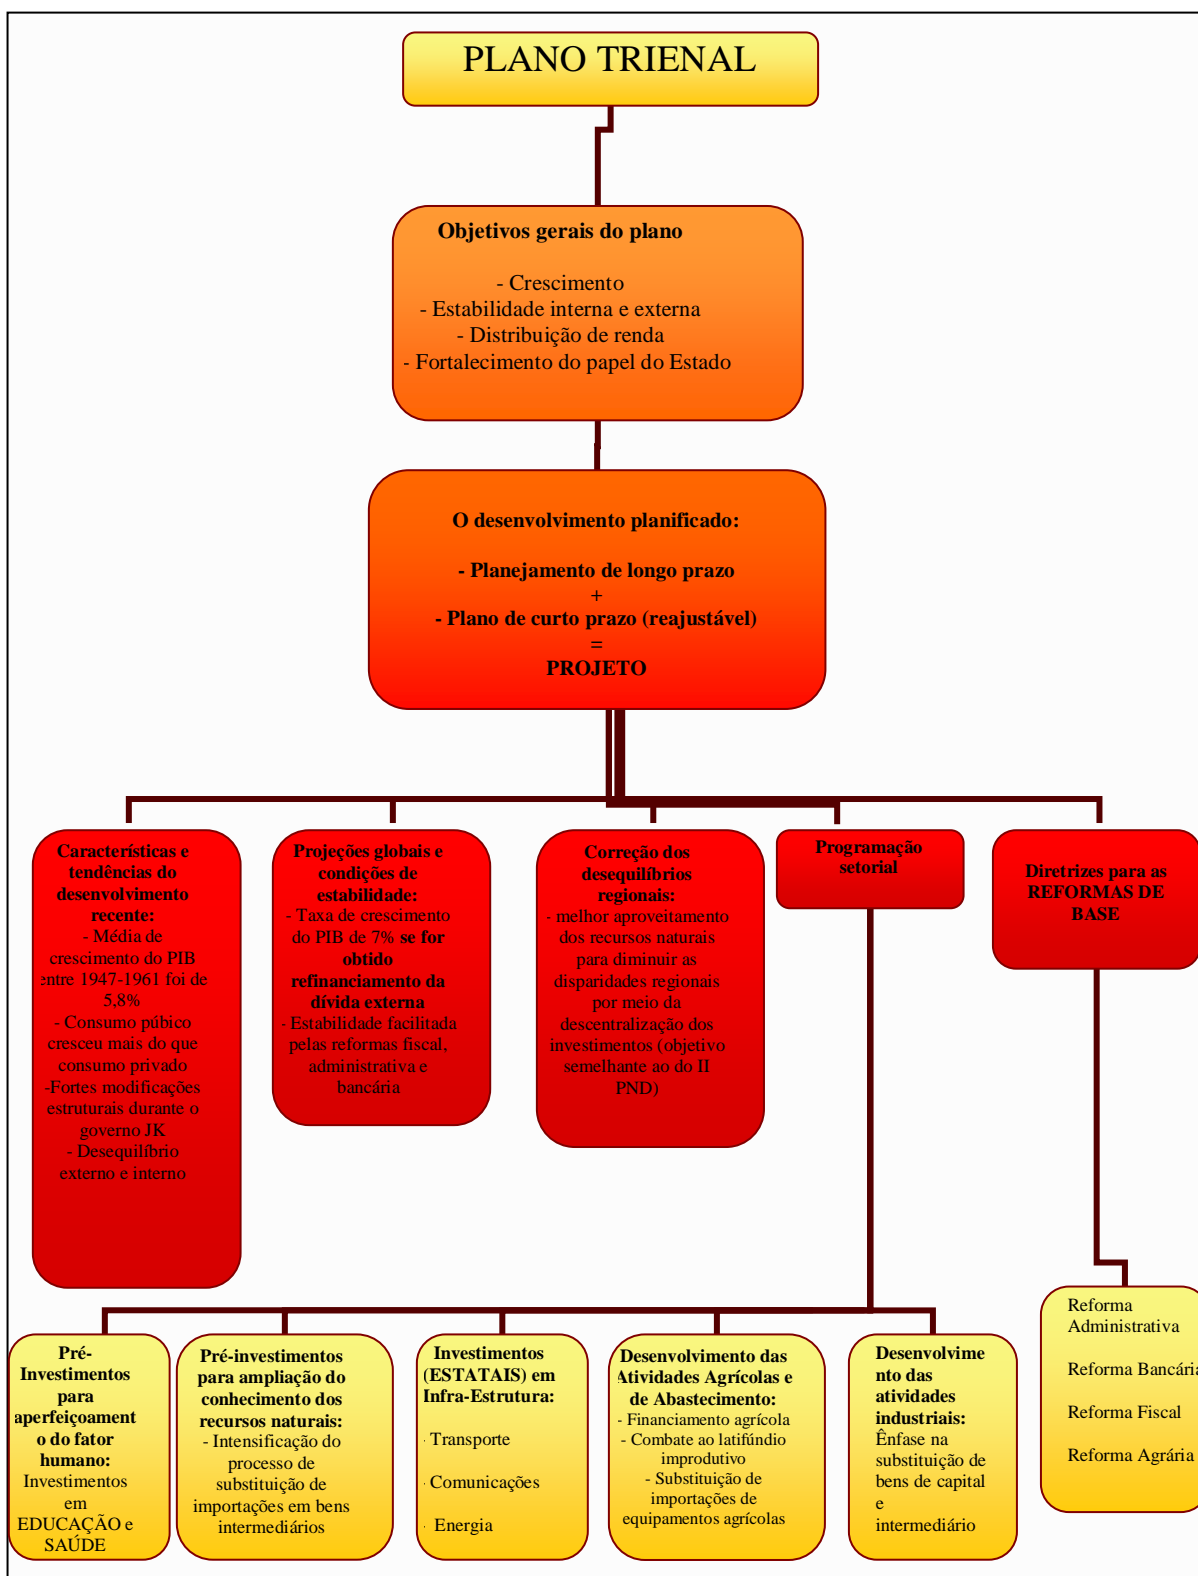 PLANO TRIENAL
Objetivos gerais do plano
- Crescimento
- Estabilidade interna e externa
- Distribuição de renda
- Fortalecimento do papel do Estado
O desenvolvimento planificado:
- Planejamento de longo prazo
+
- Plano de curto prazo (reajustável)
=
PROJETO
Características e
tendências do
desenvolvimento
recente:
- Média de
crescimento do PIB
entre 1947-1961 foi de
5,8%
- Consumo púbico
cresceu mais do que
consumo privado
-Fortes modificações
estruturais durante o
governo JK
- Desequilíbrio
externo e interno
Projeções globais e
condições de
estabilidade:
- Taxa de crescimento
do PIB de 7% se for
obtido
refinanciamento da
dívida externa
- Estabilidade facilitada
pelas reformas fiscal,
administrativa e
bancária
Correção dos
desequilíbrios
regionais:
- melhor aproveitamento
dos recursos naturais
para diminuir as
disparidades regionais
por meio da
descentralização dos
investimentos (objetivo
semelhante ao do II
PND)
Programação
setorial
Diretrizes para as
REFORMAS DE
BASE
Pré-
Investimentos
para
aperfeiçoament
o do fator
humano:
Investimentos
em
EDUCAÇÃO e
SAÚDE
Pré-investimentos
para ampliação do
conhecimento dos
recursos naturais:
- Intensificação do
processo de
substituição de
importações em bens
intermediários
Investimentos
(ESTATAIS) em
Infra-Estrutura:
- Transporte
- Comunicações
- Energia
Desenvolvimento das
Atividades Agrícolas e
de Abastecimento:
- Financiamento agrícola
- Combate ao latifúndio
improdutivo
- Substituição de
importações de
equipamentos agrícolas
Desenvolvime
nto das
atividades
industriais:
Ênfase na
substituição de
bens de capital
e
intermediário
Reforma
Administrativa
Reforma Bancária
Reforma Fiscal
Reforma Agrária